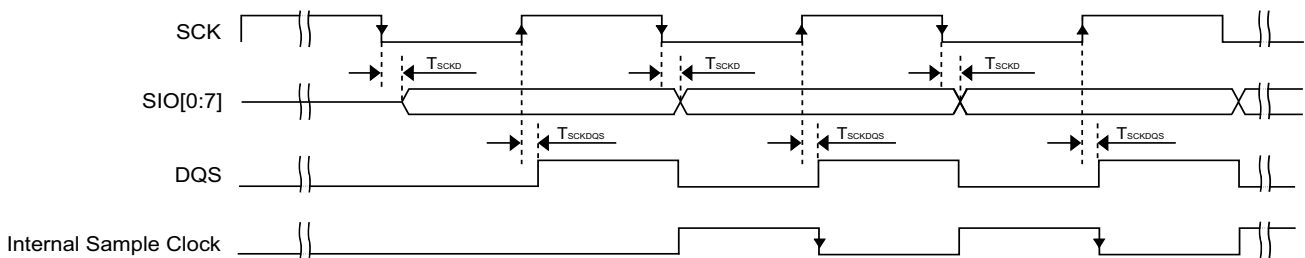 SCK
TSCKD TSCKD TSCKD
SIO[0:7]
TSCKDQS TSCKDQS TSCKDQS
DQS
Internal Sample Clock